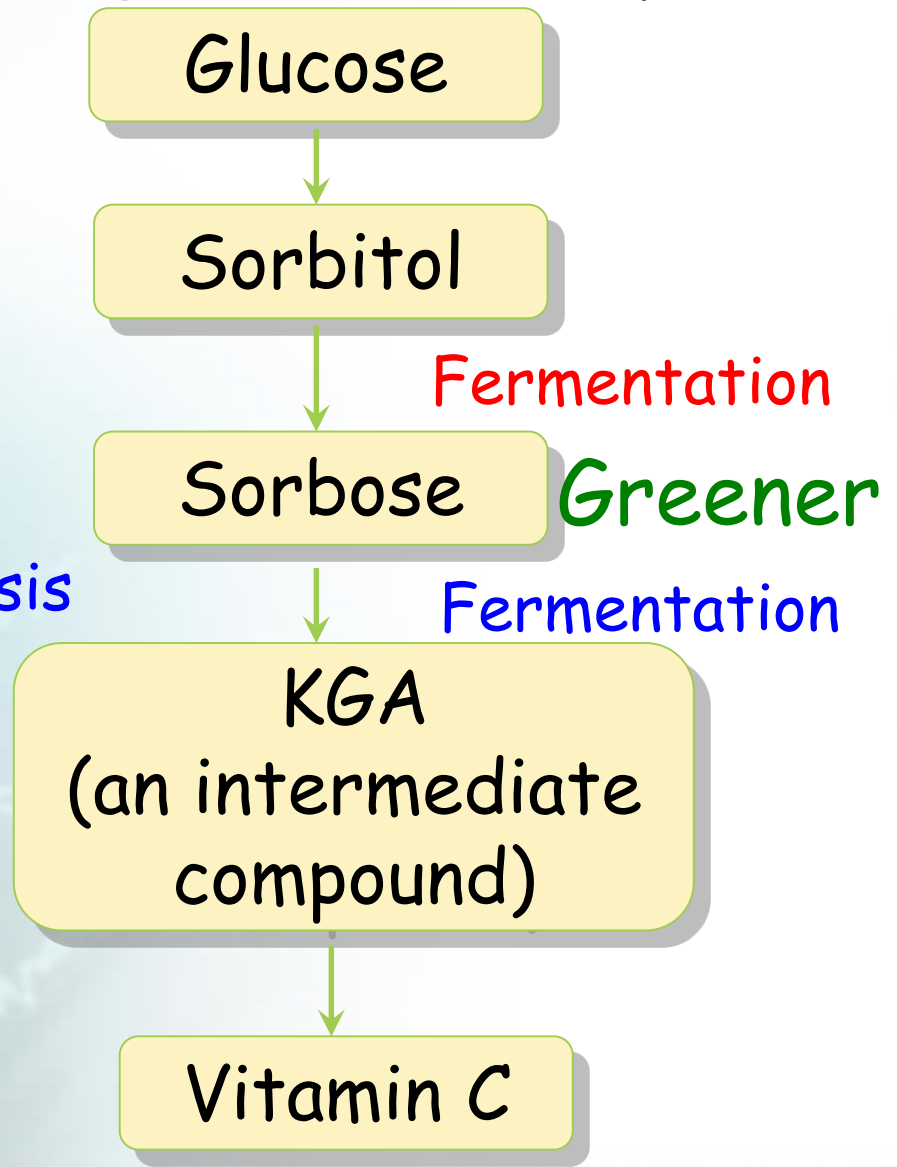 Glucose
Sorbitol
Fermentation
Sorbose
Greener
sis
Fermentation
KGA
(an intermediate
compound)
Vitamin C